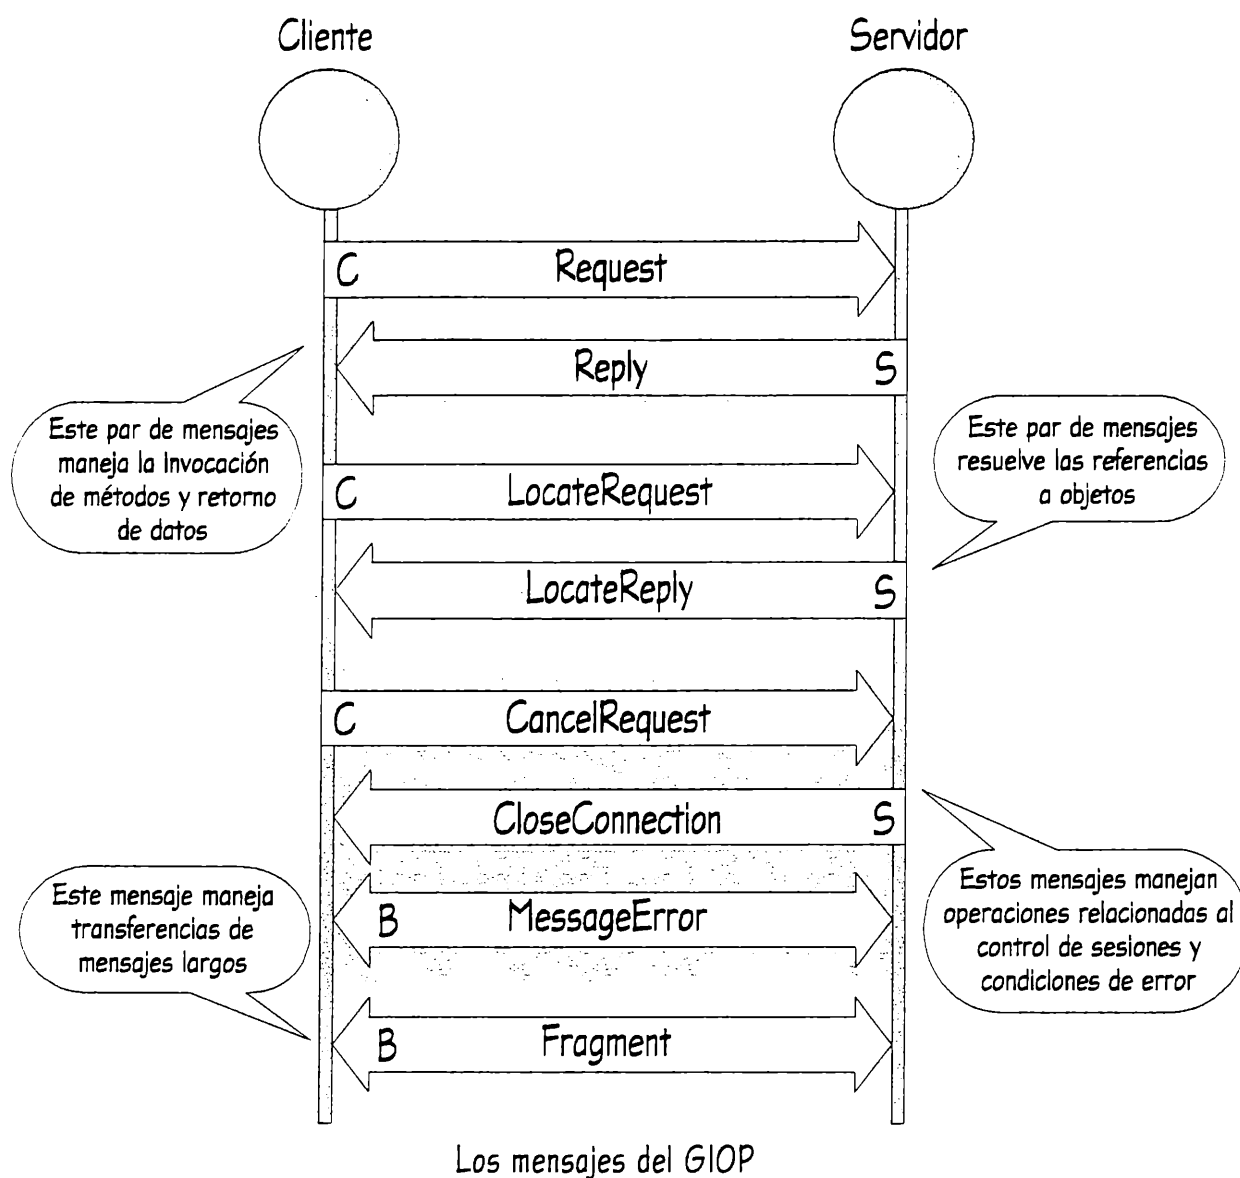 Cliente
Servidor
C Request
Reply S
Este par de mensajes
maneja la invocación
de métodos y retorno
de datos
C LocateRequest
Este par de mensajes
resuelve las referencias
a objetos
LocateReply S
C CancelRequest
CloseConnection S
Este mensaje maneja
transferencias de
mensajes largos
B MessageError
Estos mensajes manejan
operaciones relacionadas al
control de sesiones y
condiciones de error
B Fragment
Los mensajes del GIOP